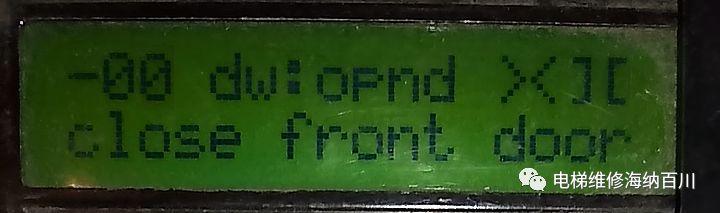 -00 dw:opnd ><][
close front door
电梯维修海纳百川